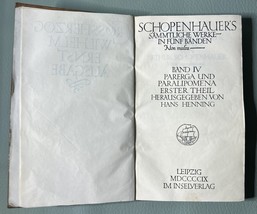 SCHOPENHAUER'S
SÄMMTLICHE WERKE
IN FÜNF BÄNDEN
BAND IV
PARERGA UND
PARALIPOMENA
ERSTER THEIL
HERAUSGEGEBEN VON
HANS HENNING
LEIPZIG
MDCCCCIX
IM INSELVERLAG